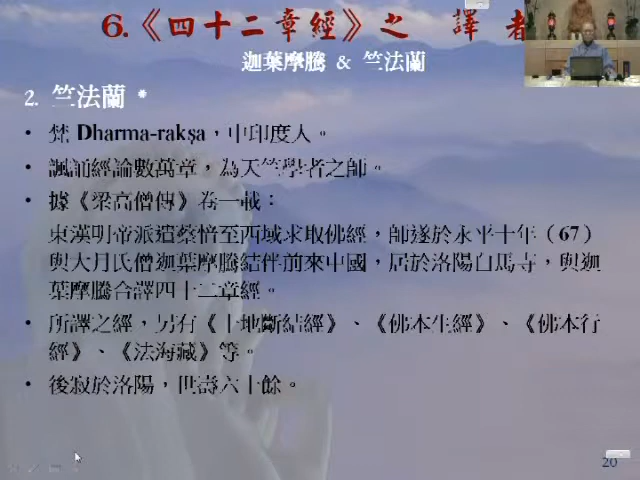 6.《四十二章經》之 譯 者
迦葉摩騰 & 竺法蘭
2. 竺法蘭 *
• 梵 Dharma-rakṣa，中印度人。
• 諷誦經論數萬章，為天竺學者之師。
• 據《梁高僧傳》卷一載：
東漢明帝派遣蔡愔至西域求取佛經，師遂於永平十年（67）
與大月氏僧迦葉摩騰結伴前來中國，居於洛陽白馬寺，與迦
葉摩騰合譯四十二章經。
• 所譯之經，另有《十地斷結經》、《佛本生經》、《佛本行
經》、《法海藏》等。
• 後寂於洛陽，世壽六十餘。
20